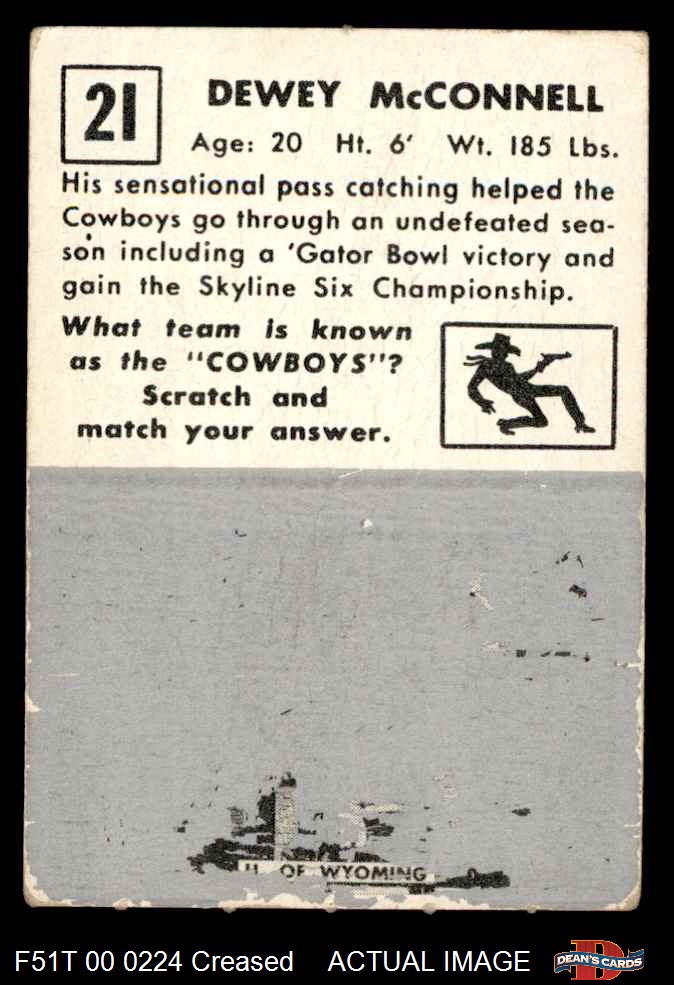 21
DEWEY McCONNELL
Age: 20 Ht. 6' Wt. 185 Lbs.
His sensational pass catching helped the
Cowboys go through an undefeated sea-
son including a 'Gator Bowl victory and
gain the Skyline Six Championship.
What team is known
as the "COWBOYS"?
Scratch and
match your answer.
U. OF WYOMING
F51T 00 0224 Creased ACTUAL IMAGE
D
DEAN'S CARDS